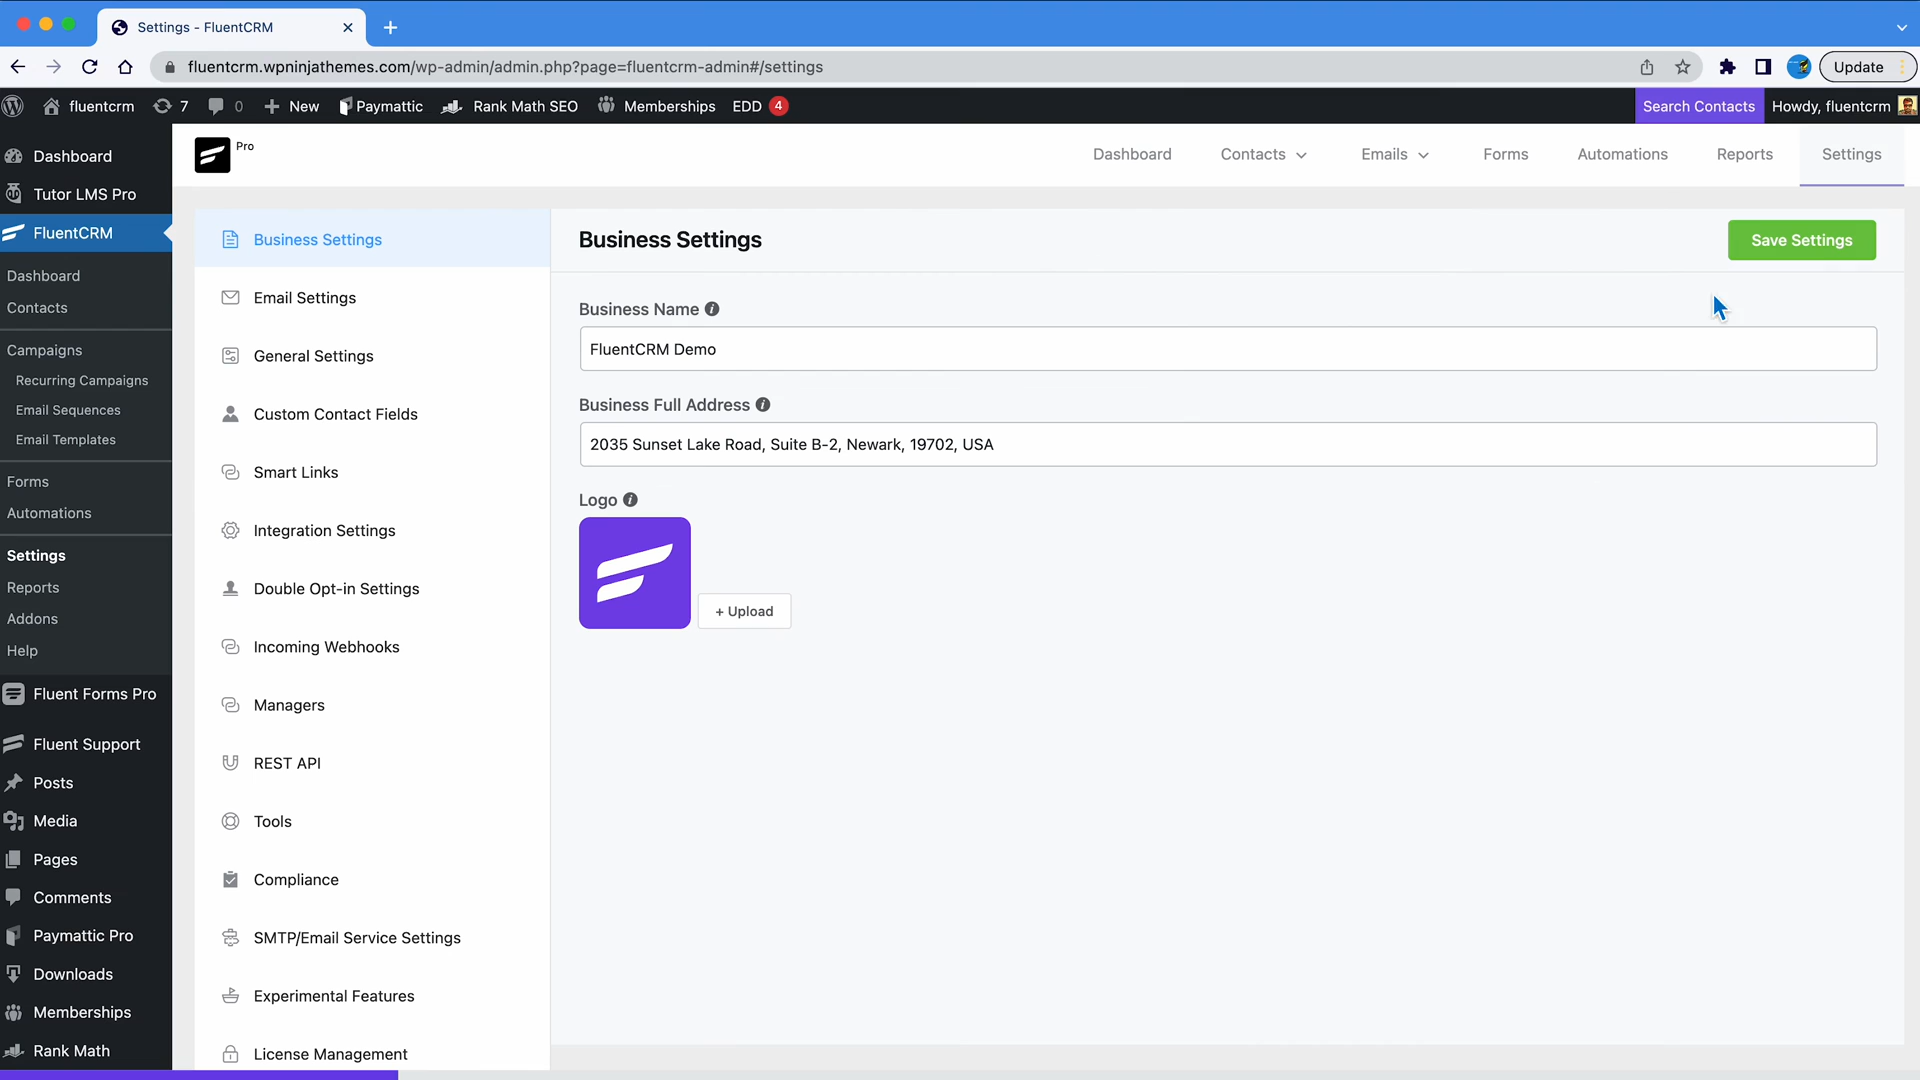 Settings - FluentCRM
fluentcrm.wpninjathemes.com/wp-admin/admin.php?page=fluentcrm-admin#/settings
Update
fluentcrm
7
0
New
Paymattic
Rank Math SEO
Memberships
EDD 4
Search Contacts
Howdy, fluentcrm
Dashboard
Tutor LMS Pro
FluentCRM
Dashboard
Contacts
Campaigns
Recurring Campaigns
Email Sequences
Email Templates
Forms
Automations
Settings
Reports
Addons
Help
Fluent Forms Pro
Fluent Support
Posts
Media
Pages
Comments
Paymattic Pro
Downloads
Memberships
Rank Math
Pro
Dashboard
Contacts
Emails
Forms
Automations
Reports
Settings
Business Settings
Email Settings
General Settings
Custom Contact Fields
Smart Links
Integration Settings
Double Opt-in Settings
Incoming Webhooks
Managers
REST API
Tools
Compliance
SMTP/Email Service Settings
Experimental Features
License Management
Business Settings
Save Settings
Business Name
FluentCRM Demo
Business Full Address
2035 Sunset Lake Road, Suite B-2, Newark, 19702, USA
Logo
+ Upload